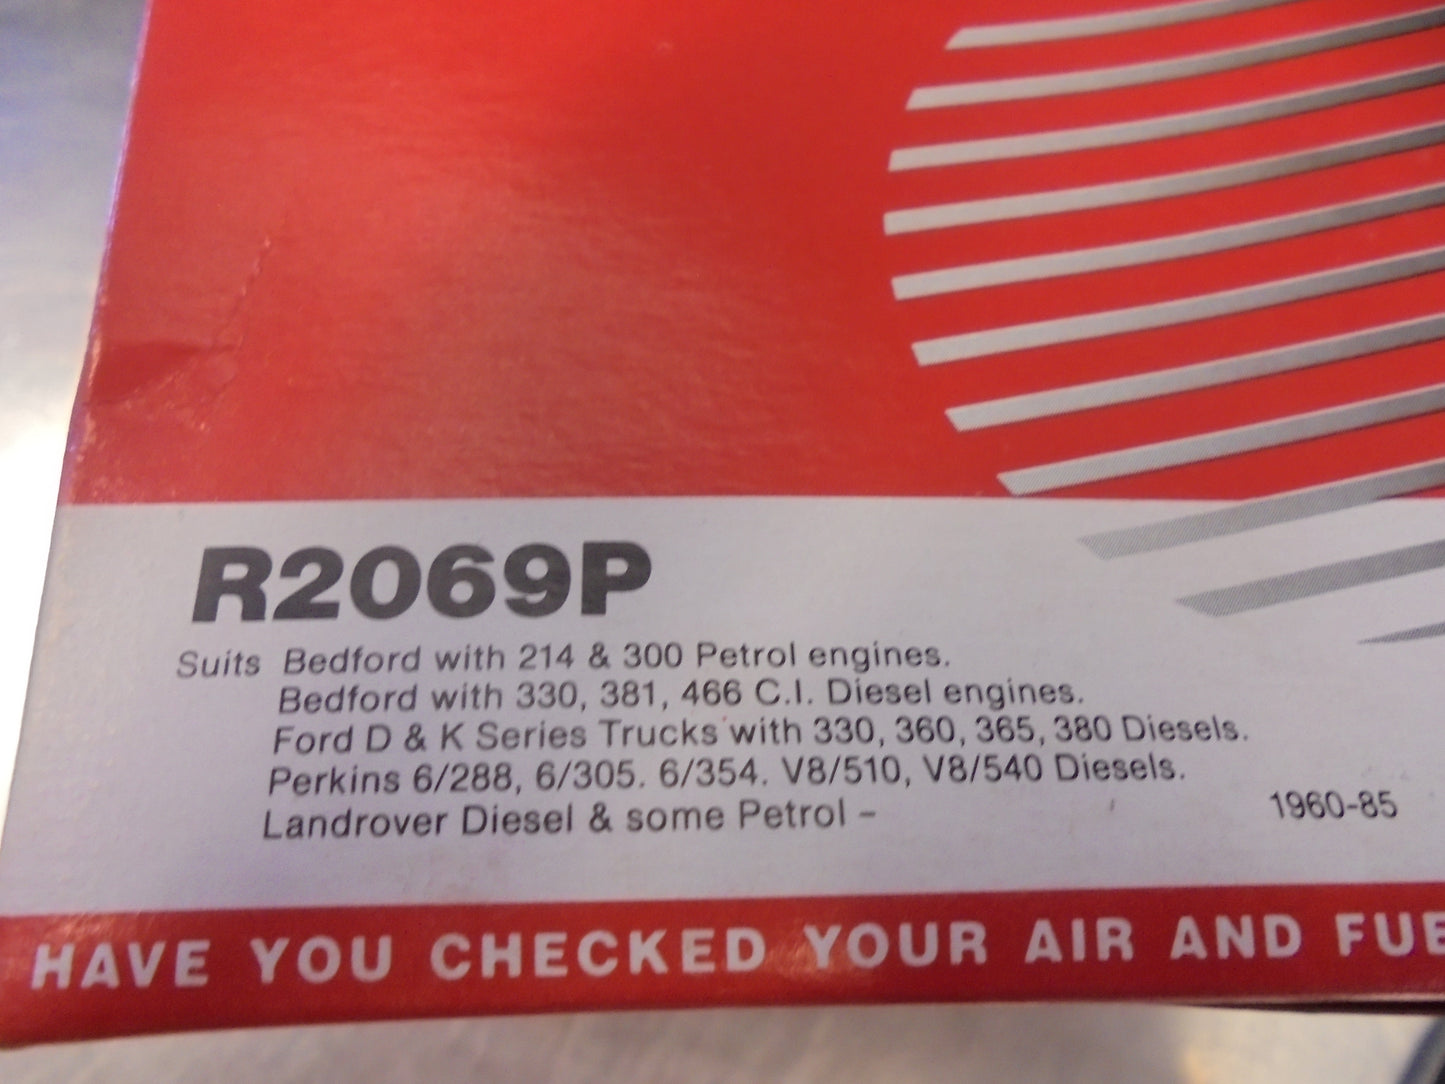 R2069P
Suits Bedford with 214 & 300 Petrol engines.
Bedford with 330, 381, 466 C.I. Diesel engines.
Ford D & K Series Trucks with 330, 360, 365, 380 Diesels.
Perkins 6/288, 6/305. 6/354. V8/510, V8/540 Diesels.
Landrover Diesel & some Petrol – 1960-85
HAVE YOU CHECKED YOUR AIR AND FUE